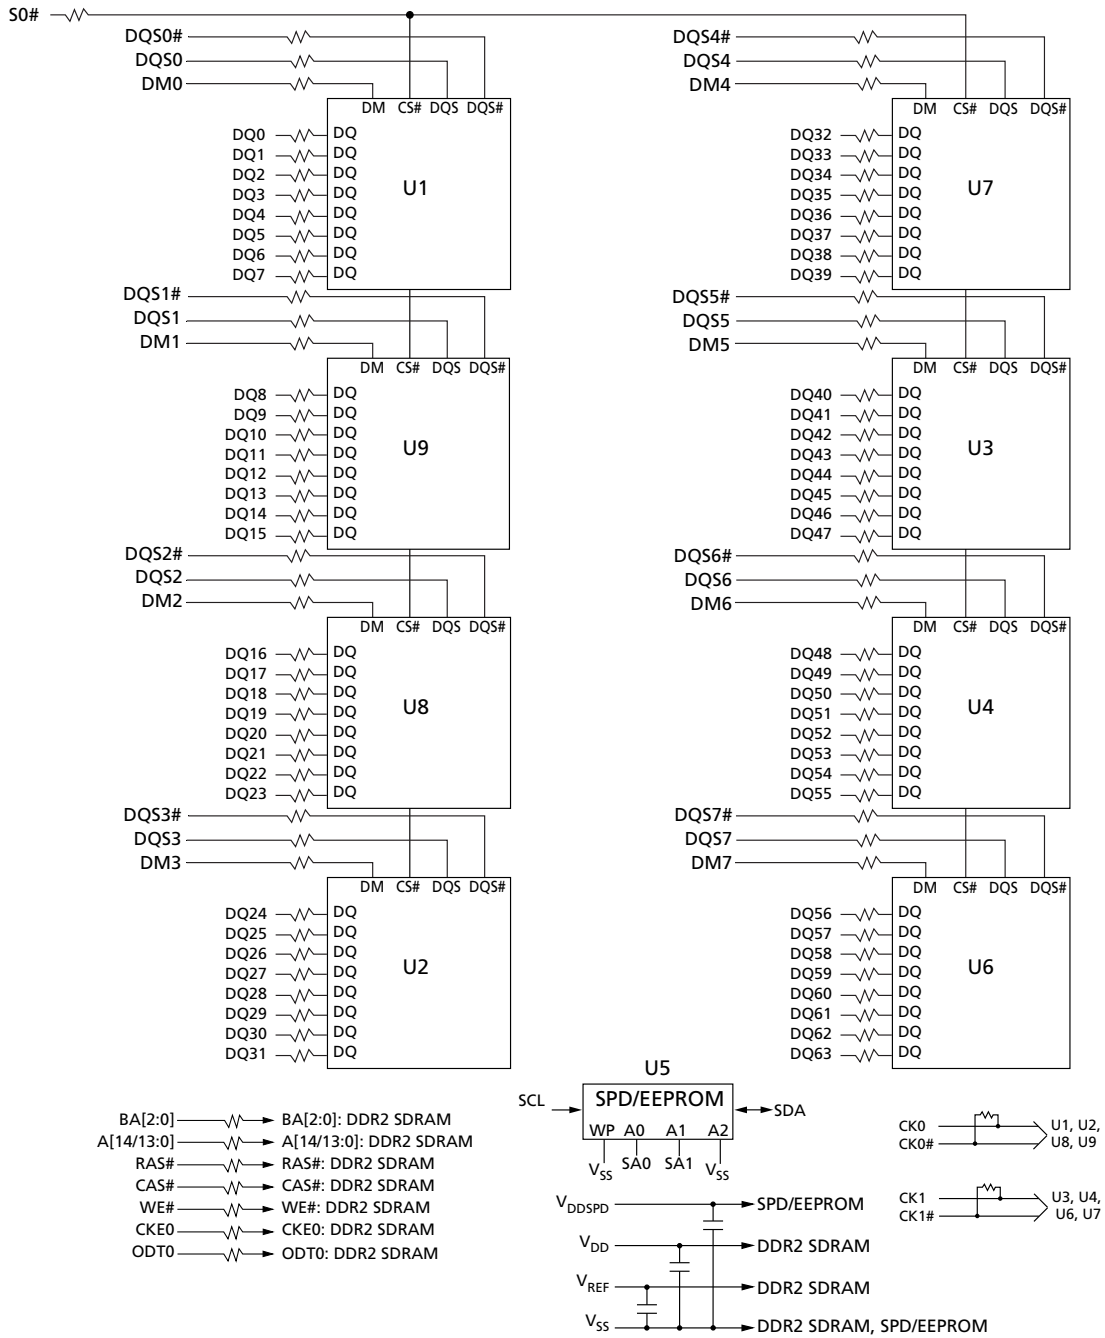 S0#
DQS0#
DQS0
DM0
DM CS# DQS DQS#
DQ0 DQ
DQ1 DQ
DQ2 DQ
DQ3 DQ
DQ4 DQ
DQ5 DQ
DQ6 DQ
DQ7 DQ
U1
DQS1#
DQS1
DM1
DM CS# DQS DQS#
DQ8 DQ
DQ9 DQ
DQ10 DQ
DQ11 DQ
DQ12 DQ
DQ13 DQ
DQ14 DQ
DQ15 DQ
U9
DQS2#
DQS2
DM2
DM CS# DQS DQS#
DQ16 DQ
DQ17 DQ
DQ18 DQ
DQ19 DQ
DQ20 DQ
DQ21 DQ
DQ22 DQ
DQ23 DQ
U8
DQS3#
DQS3
DM3
DM CS# DQS DQS#
DQ24 DQ
DQ25 DQ
DQ26 DQ
DQ27 DQ
DQ28 DQ
DQ29 DQ
DQ30 DQ
DQ31 DQ
U2
DQS4#
DQS4
DM4
DM CS# DQS DQS#
DQ32 DQ
DQ33 DQ
DQ34 DQ
DQ35 DQ
DQ36 DQ
DQ37 DQ
DQ38 DQ
DQ39 DQ
U7
DQS5#
DQS5
DM5
DM CS# DQS DQS#
DQ40 DQ
DQ41 DQ
DQ42 DQ
DQ43 DQ
DQ44 DQ
DQ45 DQ
DQ46 DQ
DQ47 DQ
U3
DQS6#
DQS6
DM6
DM CS# DQS DQS#
DQ48 DQ
DQ49 DQ
DQ50 DQ
DQ51 DQ
DQ52 DQ
DQ53 DQ
DQ54 DQ
DQ55 DQ
U4
DQS7#
DQS7
DM7
DM CS# DQS DQS#
DQ56 DQ
DQ57 DQ
DQ58 DQ
DQ59 DQ
DQ60 DQ
DQ61 DQ
DQ62 DQ
DQ63 DQ
U6
BA[2:0] BA[2:0]: DDR2 SDRAM
A[14/13:0] A[14/13:0]: DDR2 SDRAM
RAS# RAS#: DDR2 SDRAM
CAS# CAS#: DDR2 SDRAM
WE# WE#: DDR2 SDRAM
CKE0 CKE0: DDR2 SDRAM
ODT0 ODT0: DDR2 SDRAM
U5
SCL SPD/EEPROM SDA
WP A0 A1 A2
VSS SA0 SA1 VSS
VDDSPD SPD/EEPROM
VDD DDR2 SDRAM
VREF DDR2 SDRAM
VSS DDR2 SDRAM, SPD/EEPROM
CK0 U1, U2,
CK0# U8, U9
CK1 U3, U4,
CK1# U6, U7